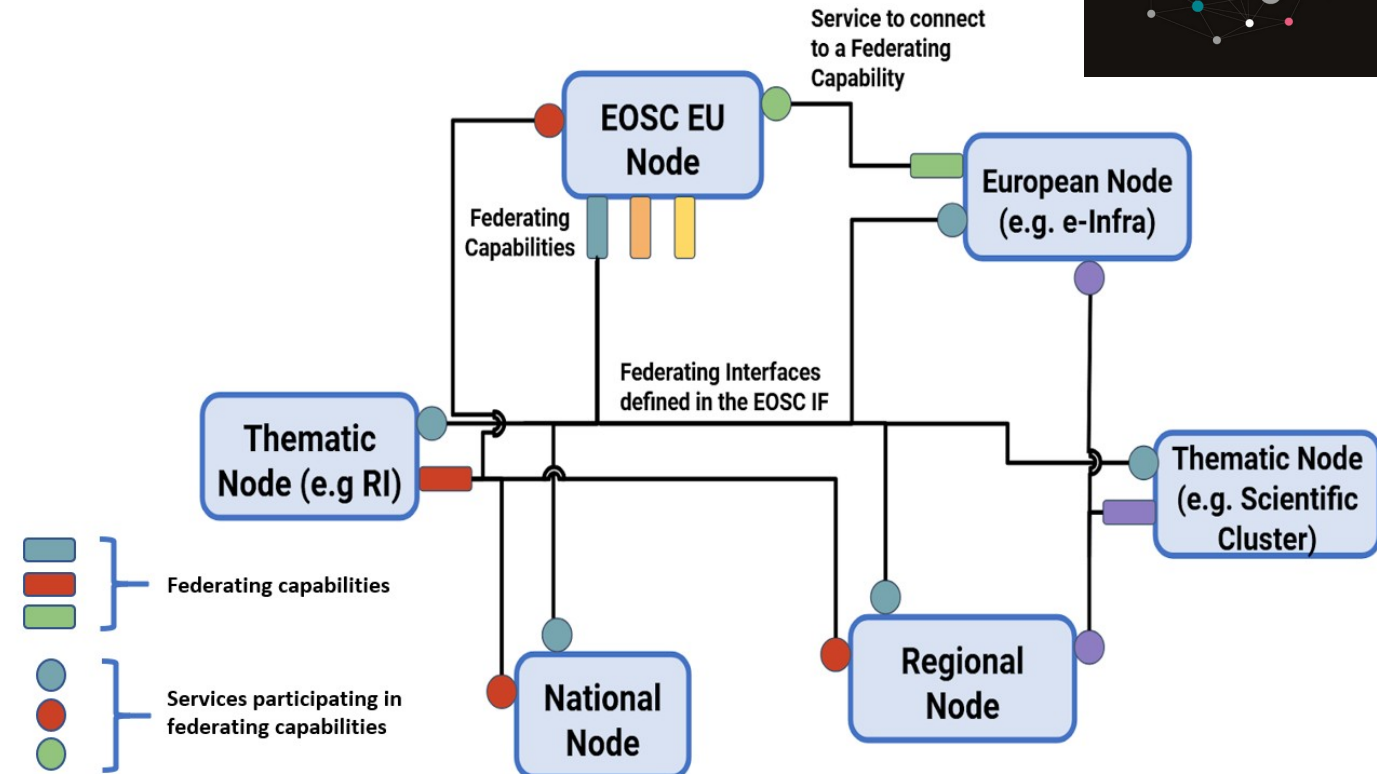 Service to connect
to a Federating
Capability
EOSC EU
Node
European Node
(e.g. e-Infra)
Federating
Capabilities
Federating Interfaces
defined in the EOSC IF
Thematic
Node (e.g RI)
Thematic Node
(e.g. Scientific
Cluster)
Federating capabilities
Regional
Node
National
Node
Services participating in
federating capabilities